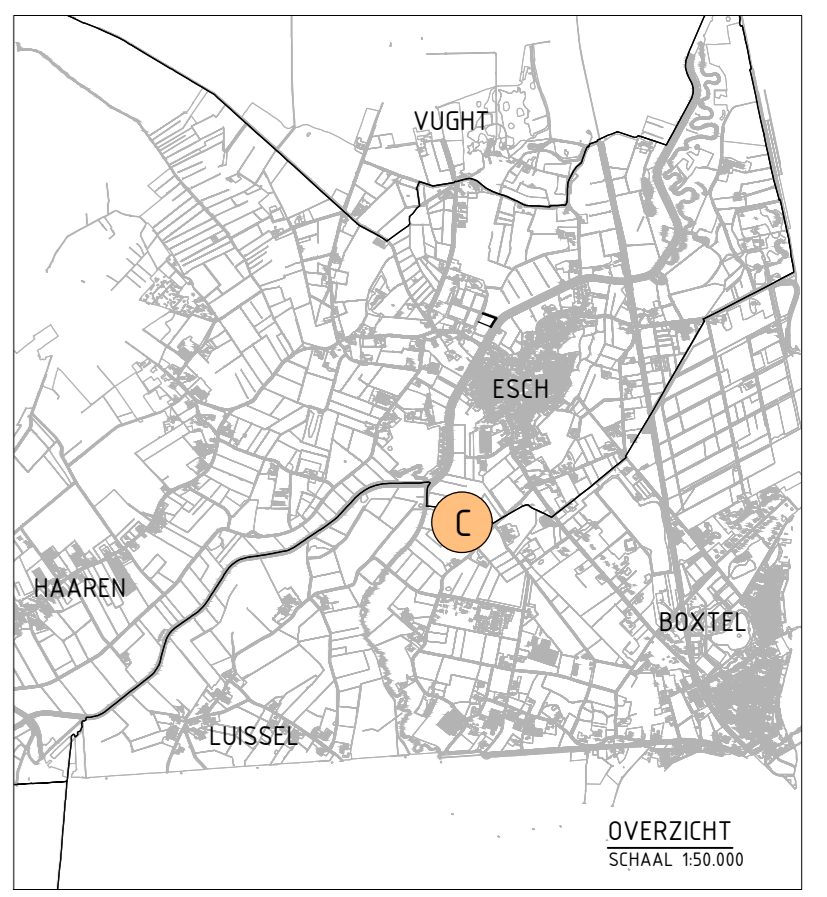 VUGHT
ESCH
C
HAAREN
BOXTEL
LUISSEL
OVERZICHT
SCHAAL 1:50.000